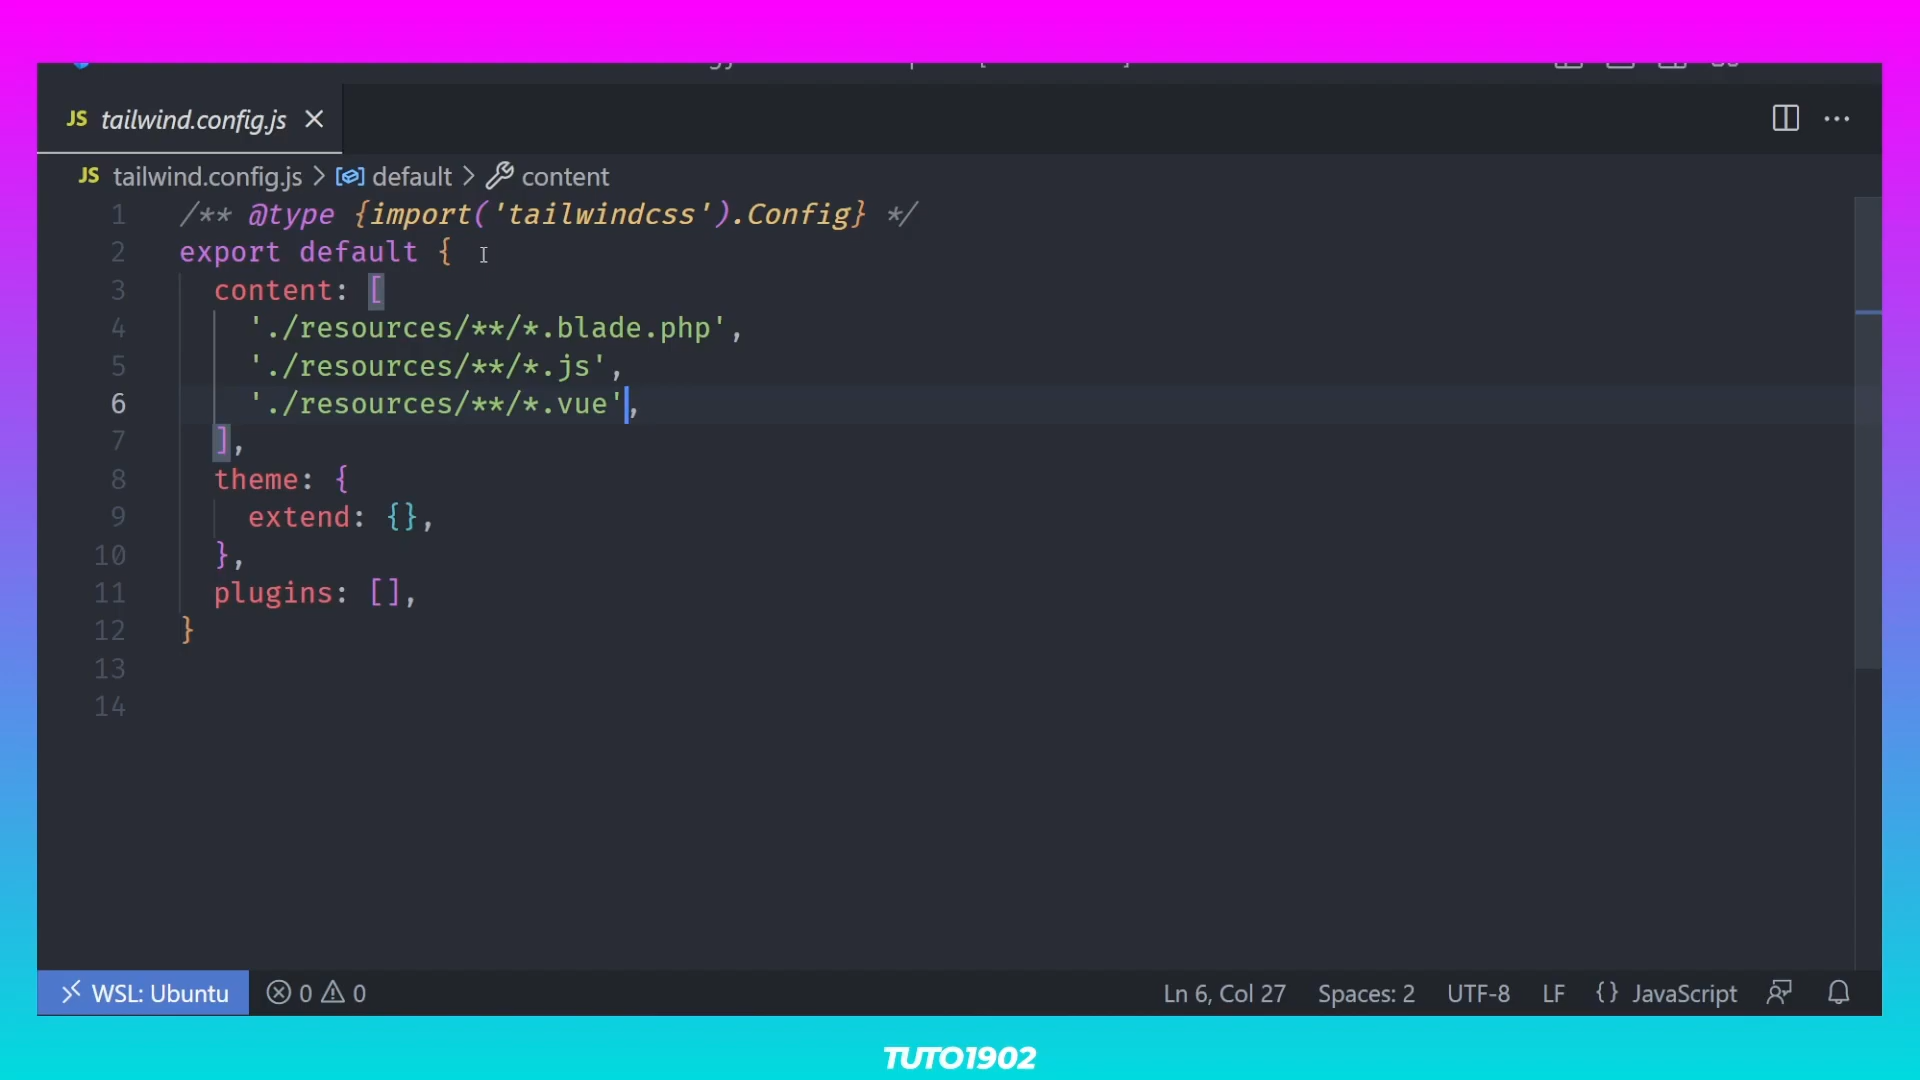 JS tailwind.config.js
JS tailwind.config.js > default > content
1 /** @type {import('tailwindcss').Config} */
2 export default {
3   content: [
4     './resources/**/*.blade.php',
5     './resources/**/*.js',
6     './resources/**/*.vue',
7   ],
8   theme: {
9     extend: {},
10   },
11   plugins: [],
12 }
13
14
WSL: Ubuntu 0 0 Ln 6, Col 27 Spaces: 2 UTF-8 LF {} JavaScript
TUTO1902